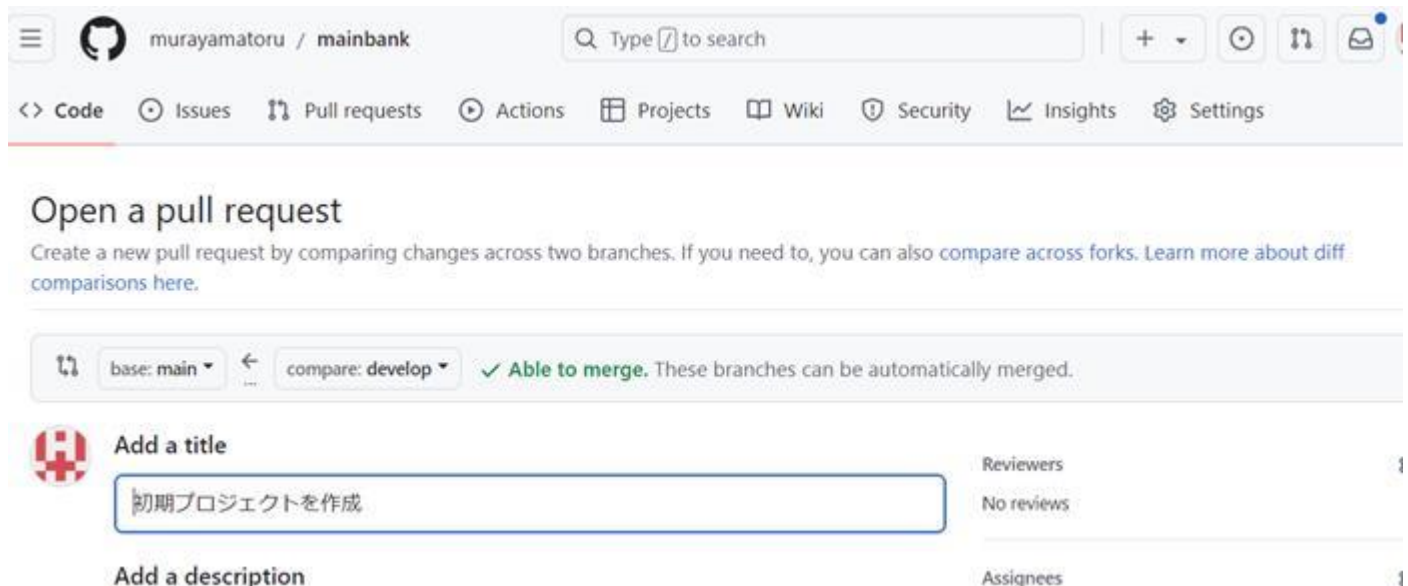 murayamatoru / mainbank
Type / to search
<> Code Issues Pull requests Actions Projects Wiki Security Insights Settings
Open a pull request
Create a new pull request by comparing changes across two branches. If you need to, you can also compare across forks. Learn more about diff
comparisons here.
base: main compare: develop Able to merge. These branches can be automatically merged.
Add a title
Reviewers
初期プロジェクトを作成
No reviews
Add a description
Assignees